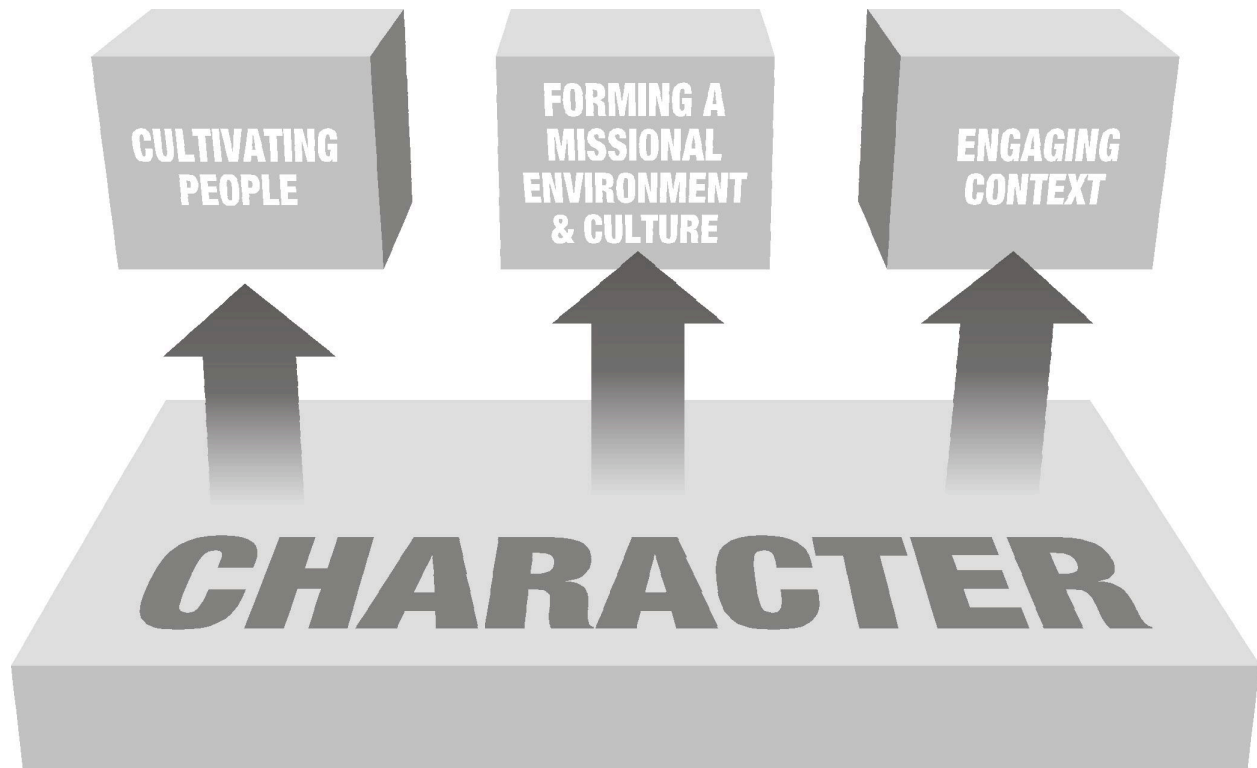 CULTIVATING
PEOPLE
FORMING A
MISSIONAL
ENVIRONMENT
& CULTURE
ENGAGING
CONTEXT
CHARACTER